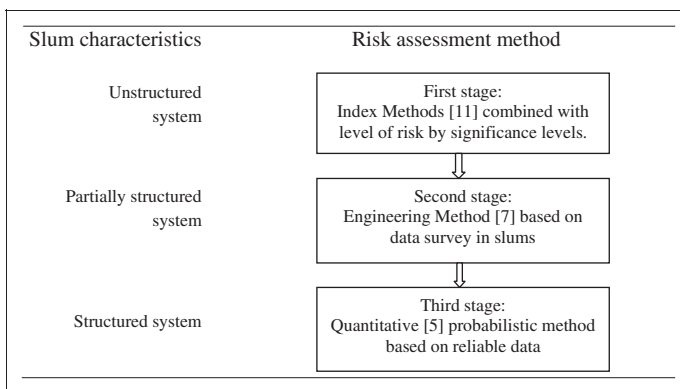 Slum characteristics
Risk assessment method
Unstructured
system
First stage:
Index Methods [11] combined with
level of risk by significance levels.
Partially structured
system
Second stage:
Engineering Method [7] based on
data survey in slums
Structured system
Third stage:
Quantitative [5] probabilistic method
based on reliable data